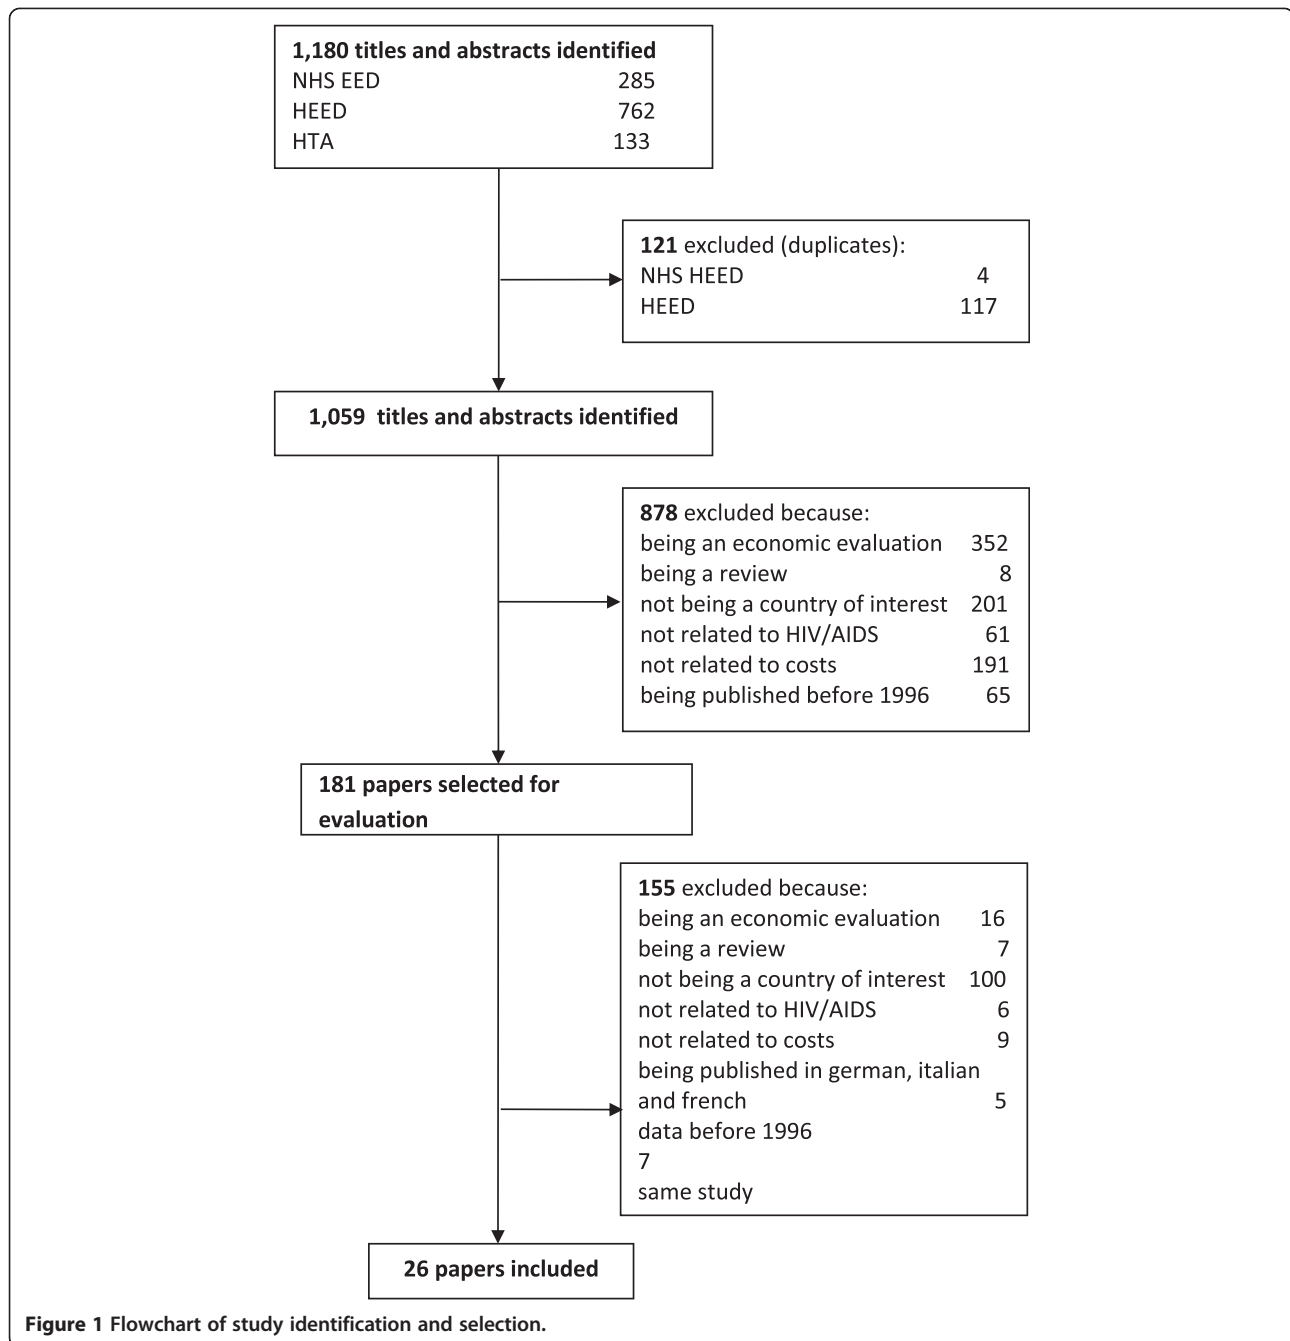 1,180 titles and abstracts identified
NHS EED 285
HEED 762
HTA 133
121 excluded (duplicates):
NHS HEED 4
HEED 117
1,059 titles and abstracts identified
878 excluded because:
being an economic evaluation 352
being a review 8
not being a country of interest 201
not related to HIV/AIDS 61
not related to costs 191
being published before 1996 65
181 papers selected for
evaluation
155 excluded because:
being an economic evaluation 16
being a review 7
not being a country of interest 100
not related to HIV/AIDS 6
not related to costs 9
being published in german, italian
and french 5
data before 1996
7
same study
26 papers included
Figure 1 Flowchart of study identification and selection.